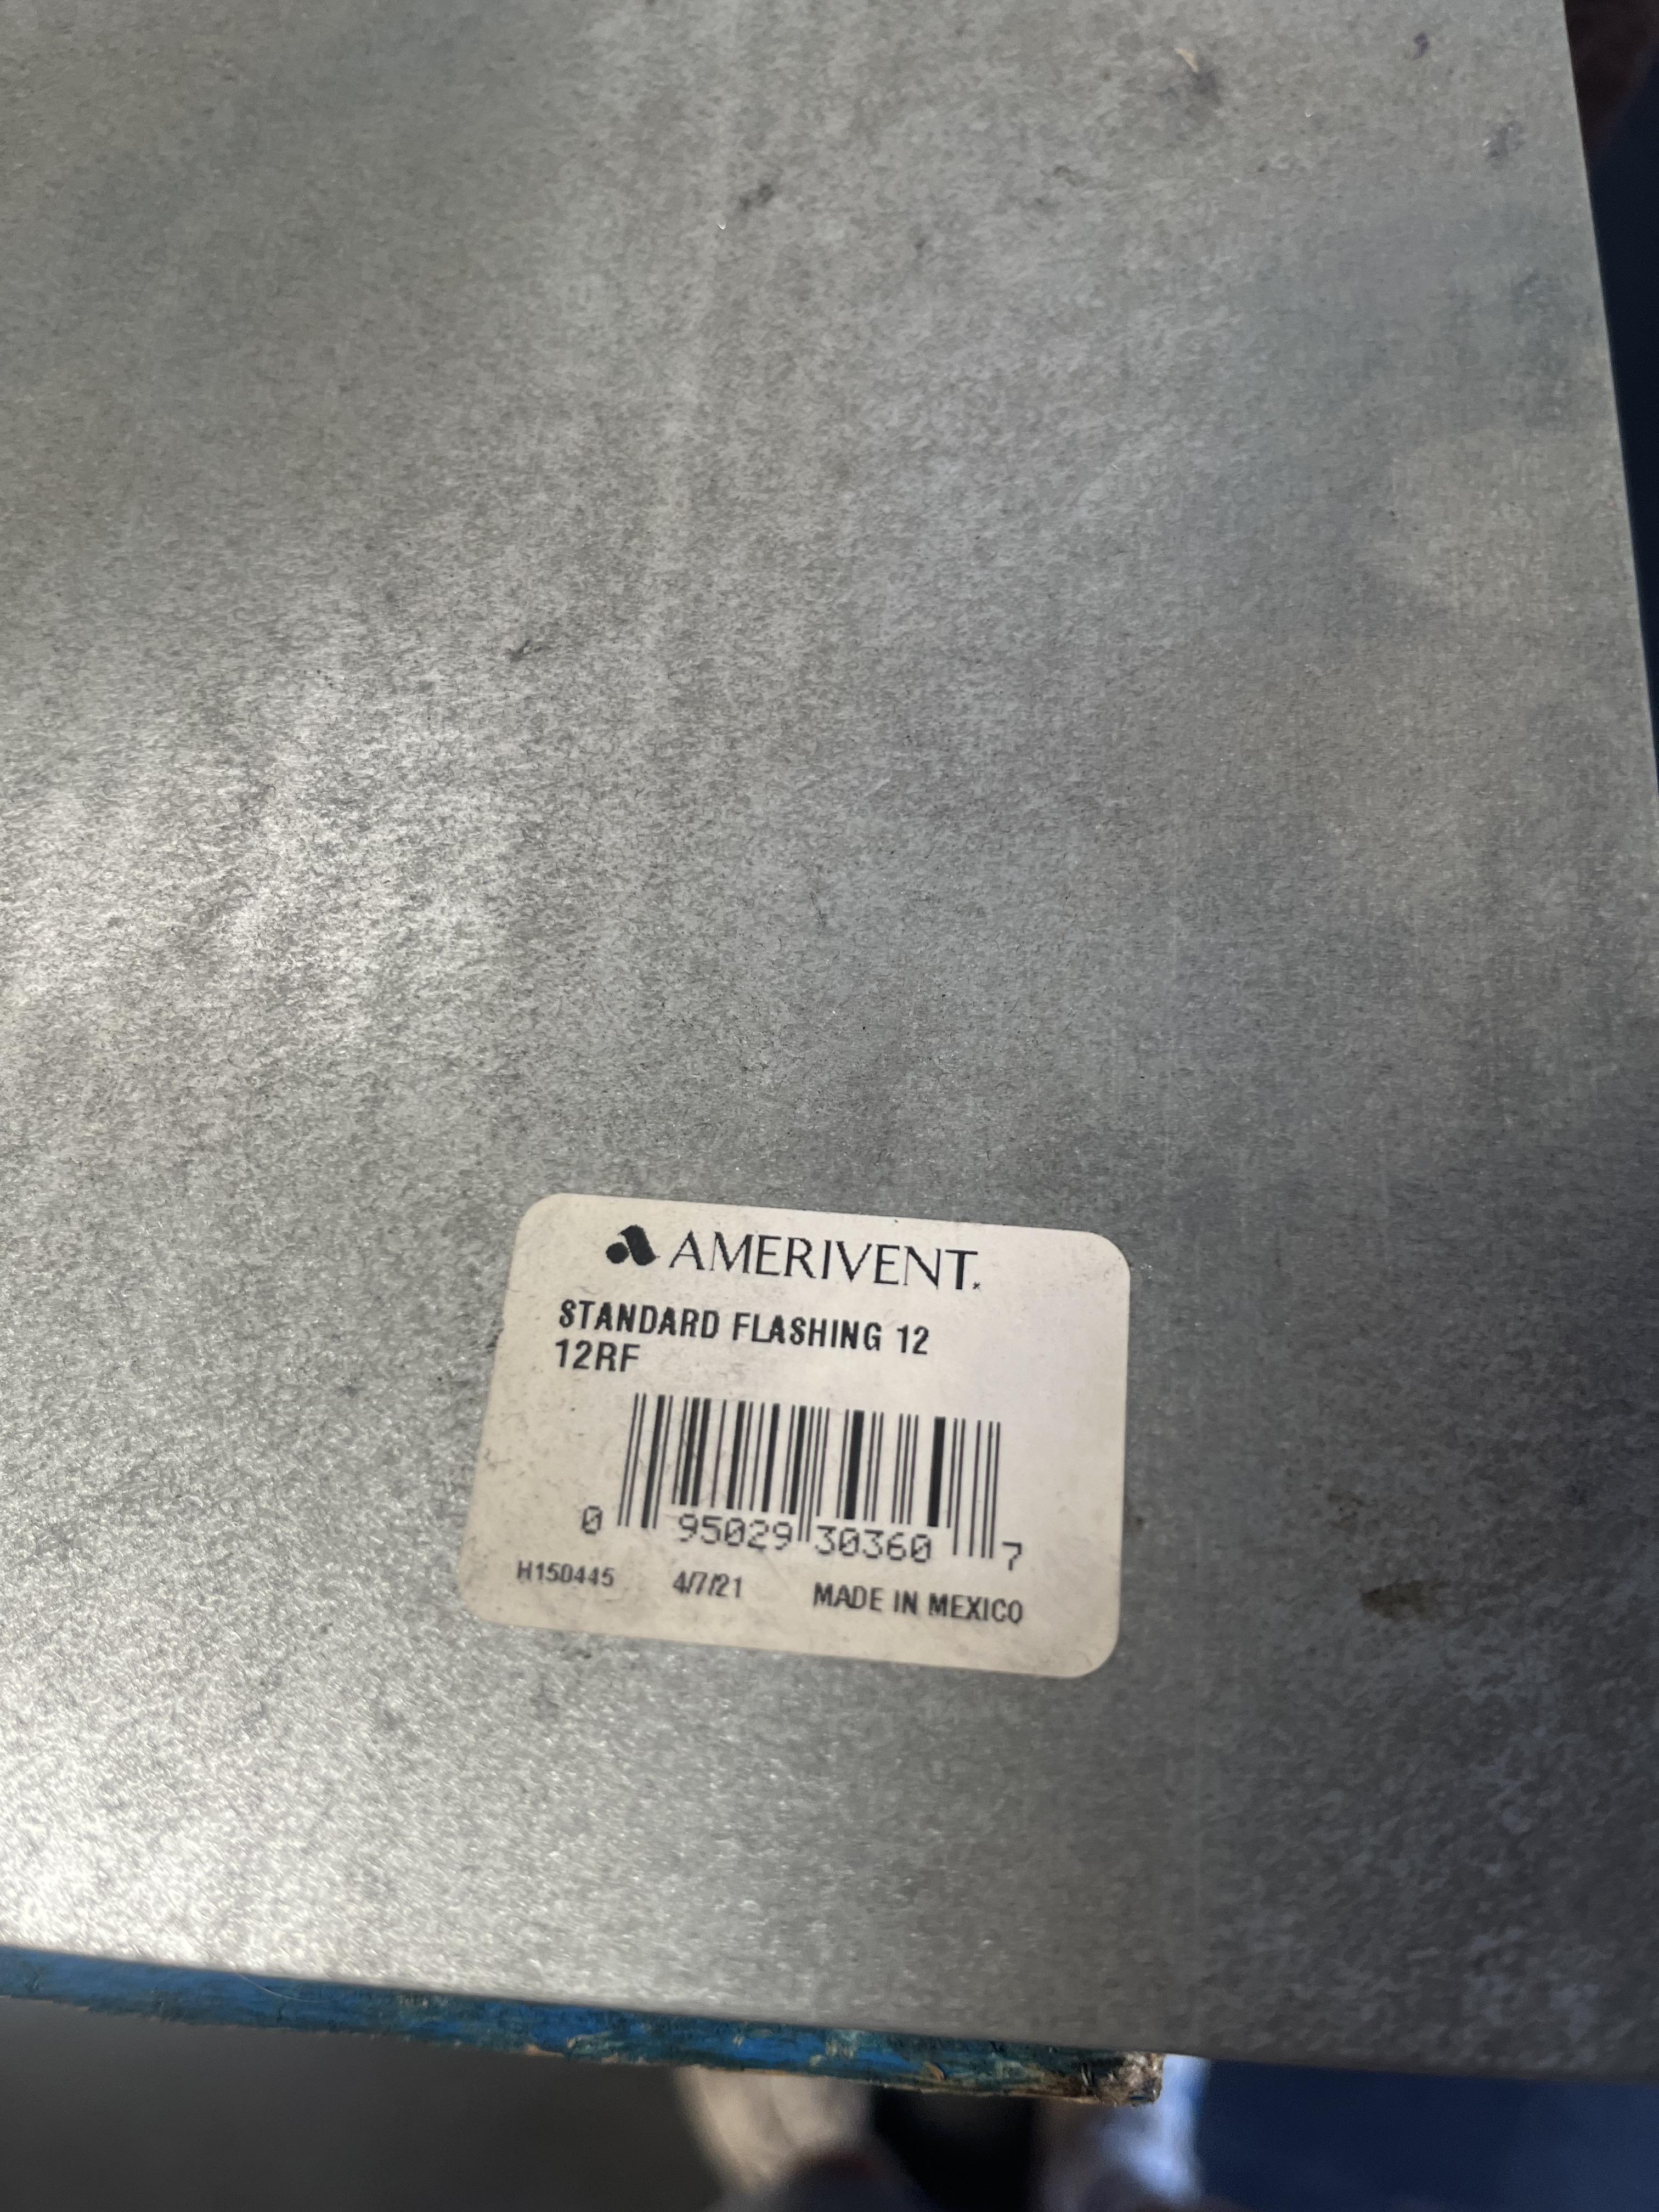 AMERIVENT.
STANDARD FLASHING 12
12RF
0 95029 30360 7
H150445 4/7/21 MADE IN MEXICO